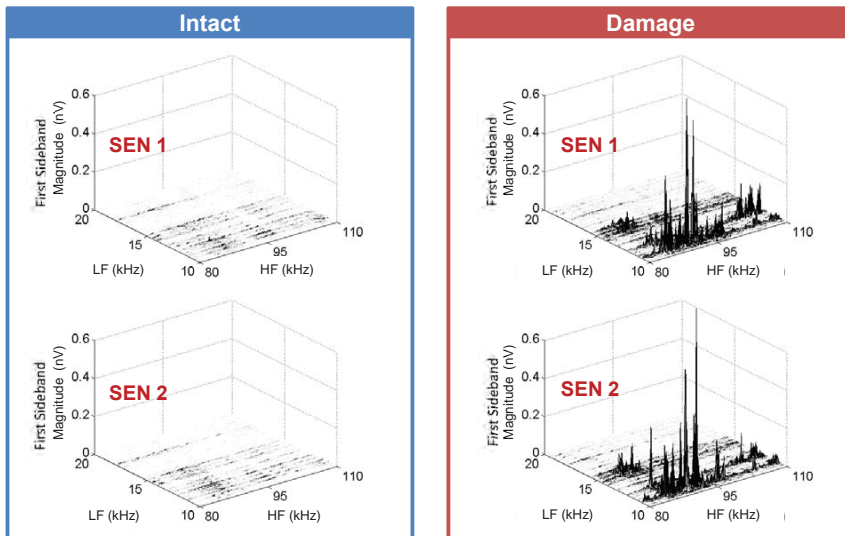 Intact
0.6
0.4
0.2
0
First Sideband
Magnitude (nV)
SEN 1
20
15
10
LF (kHz)
80
95
110
HF (kHz)
0.6
0.4
0.2
0
First Sideband
Magnitude (nV)
SEN 2
20
15
10
LF (kHz)
80
95
110
HF (kHz)
Damage
0.6
0.4
0.2
0
First Sideband
Magnitude (nV)
SEN 1
20
15
10
LF (kHz)
80
95
110
HF (kHz)
)
0.6
0.4
0.2
0
First Sideband
Magnitude (nV)
SEN 2
20
15
10
LF (kHz)
80
95
110
HF (kHz)
)